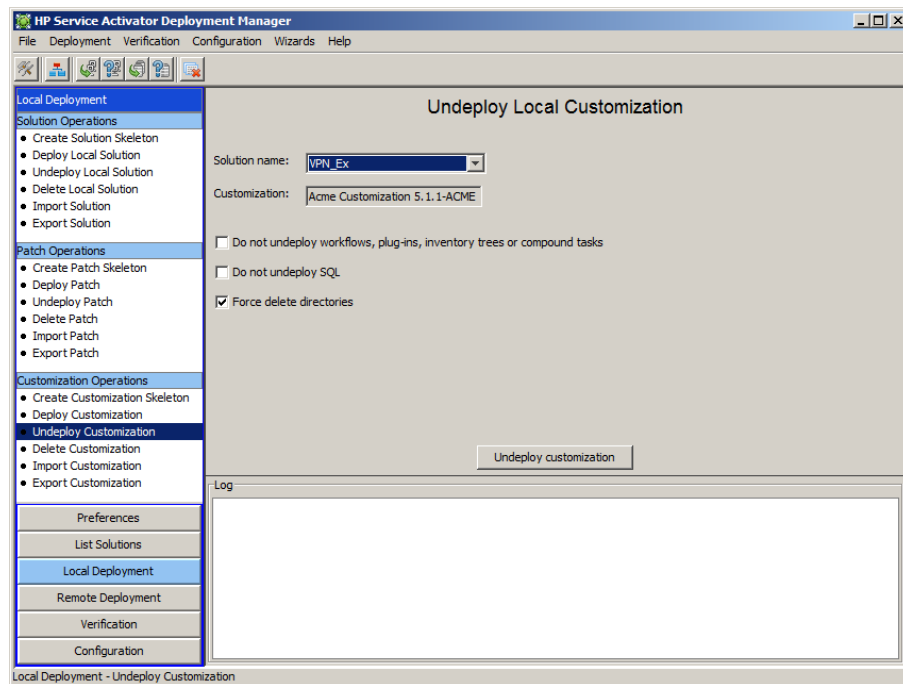 HP Service Activator Deployment Manager
File Deployment Verification Configuration Wizards Help
Local Deployment
Solution Operations
Create Solution Skeleton
Deploy Local Solution
Undeploy Local Solution
Delete Local Solution
Import Solution
Export Solution
Patch Operations
Create Patch Skeleton
Deploy Patch
Undeploy Patch
Delete Patch
Import Patch
Export Patch
Customization Operations
Create Customization Skeleton
Deploy Customization
Undeploy Customization
Delete Customization
Import Customization
Export Customization
Preferences
List Solutions
Local Deployment
Remote Deployment
Verification
Configuration
Undeploy Local Customization
Solution name: VPN_Ex
Customization: Acme Customization 5.1.1-ACME
Do not undeploy workflows, plug-ins, inventory trees or compound tasks
Do not undeploy SQL
Force delete directories
Undeploy customization
Log
Local Deployment - Undeploy Customization